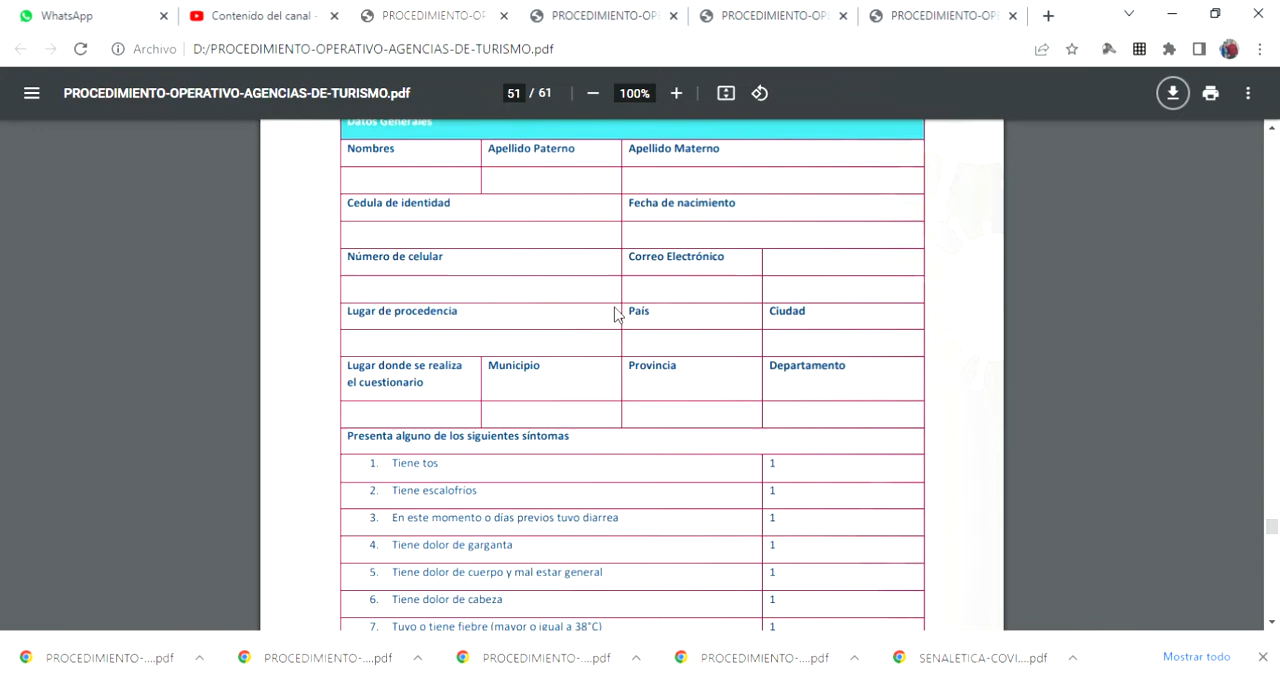 WhatsApp
Contenido del canal -
PROCEDIMIENTO-OP
PROCEDIMIENTO-OPE
PROCEDIMIENTO-OPE
PROCEDIMIENTO-OPE
Archivo D:/PROCEDIMIENTO-OPERATIVO-AGENCIAS-DE-TURISMO.pdf
PROCEDIMIENTO-OPERATIVO-AGENCIAS-DE-TURISMO.pdf 51 / 61 100%
Datos Generales
Nombres Apellido Paterno Apellido Materno
Cedula de identidad Fecha de nacimiento
Número de celular Correo Electrónico
Lugar de procedencia País Ciudad
Lugar donde se realiza Municipio Provincia Departamento
el cuestionario
Presenta alguno de los siguientes síntomas
1. Tiene tos 1
2. Tiene escalofríos 1
3. En este momento o días previos tuvo diarrea 1
4. Tiene dolor de garganta 1
5. Tiene dolor de cuerpo y mal estar general 1
6. Tiene dolor de cabeza 1
7. Tuvo o tiene fiebre (mayor o igual a 38°C) 1
PROCEDIMIENTO-....pdf PROCEDIMIENTO-....pdf PROCEDIMIENTO-....pdf PROCEDIMIENTO-....pdf SENALETICA-COVI....pdf Mostrar todo